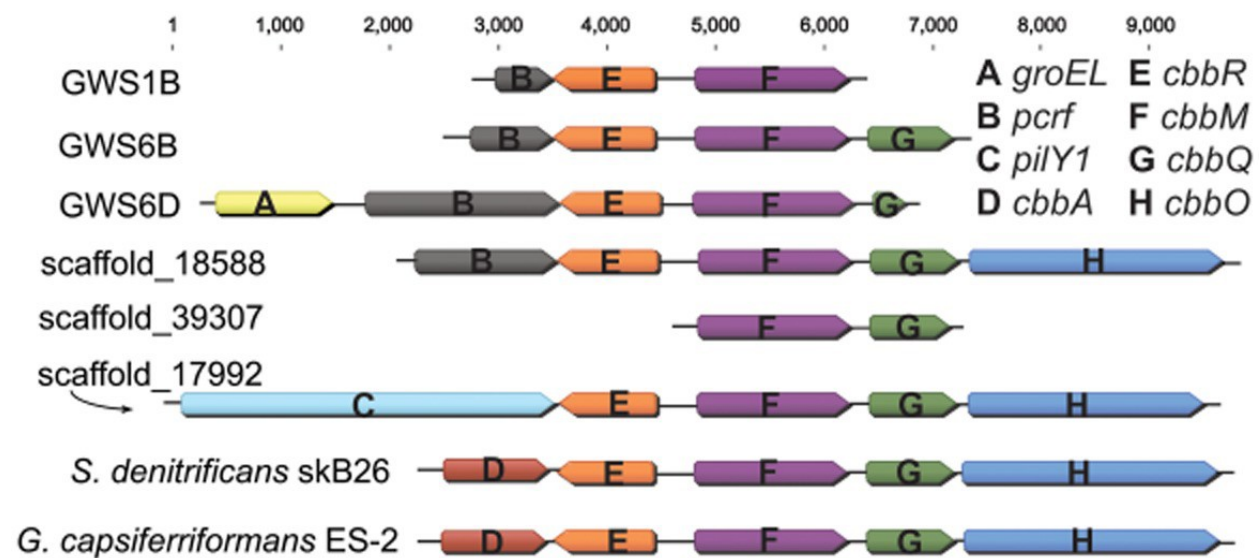 1 1,000 2,000 3,000 4,000 5,000 6,000 7,000 8,000 9,000
GWS1B B E F
A groEL E cbbR
B pcrf F cbbM
C pilY1 G cbbQ
D cbbA H cbbO
GWS6B B E F G
GWS6D A B E F G
scaffold_18588 B E F G H
scaffold_39307 F G
scaffold_17992
C E F G H
S. denitrificans skB26 D E F G H
G. capsiferriformans ES-2 D E F G H